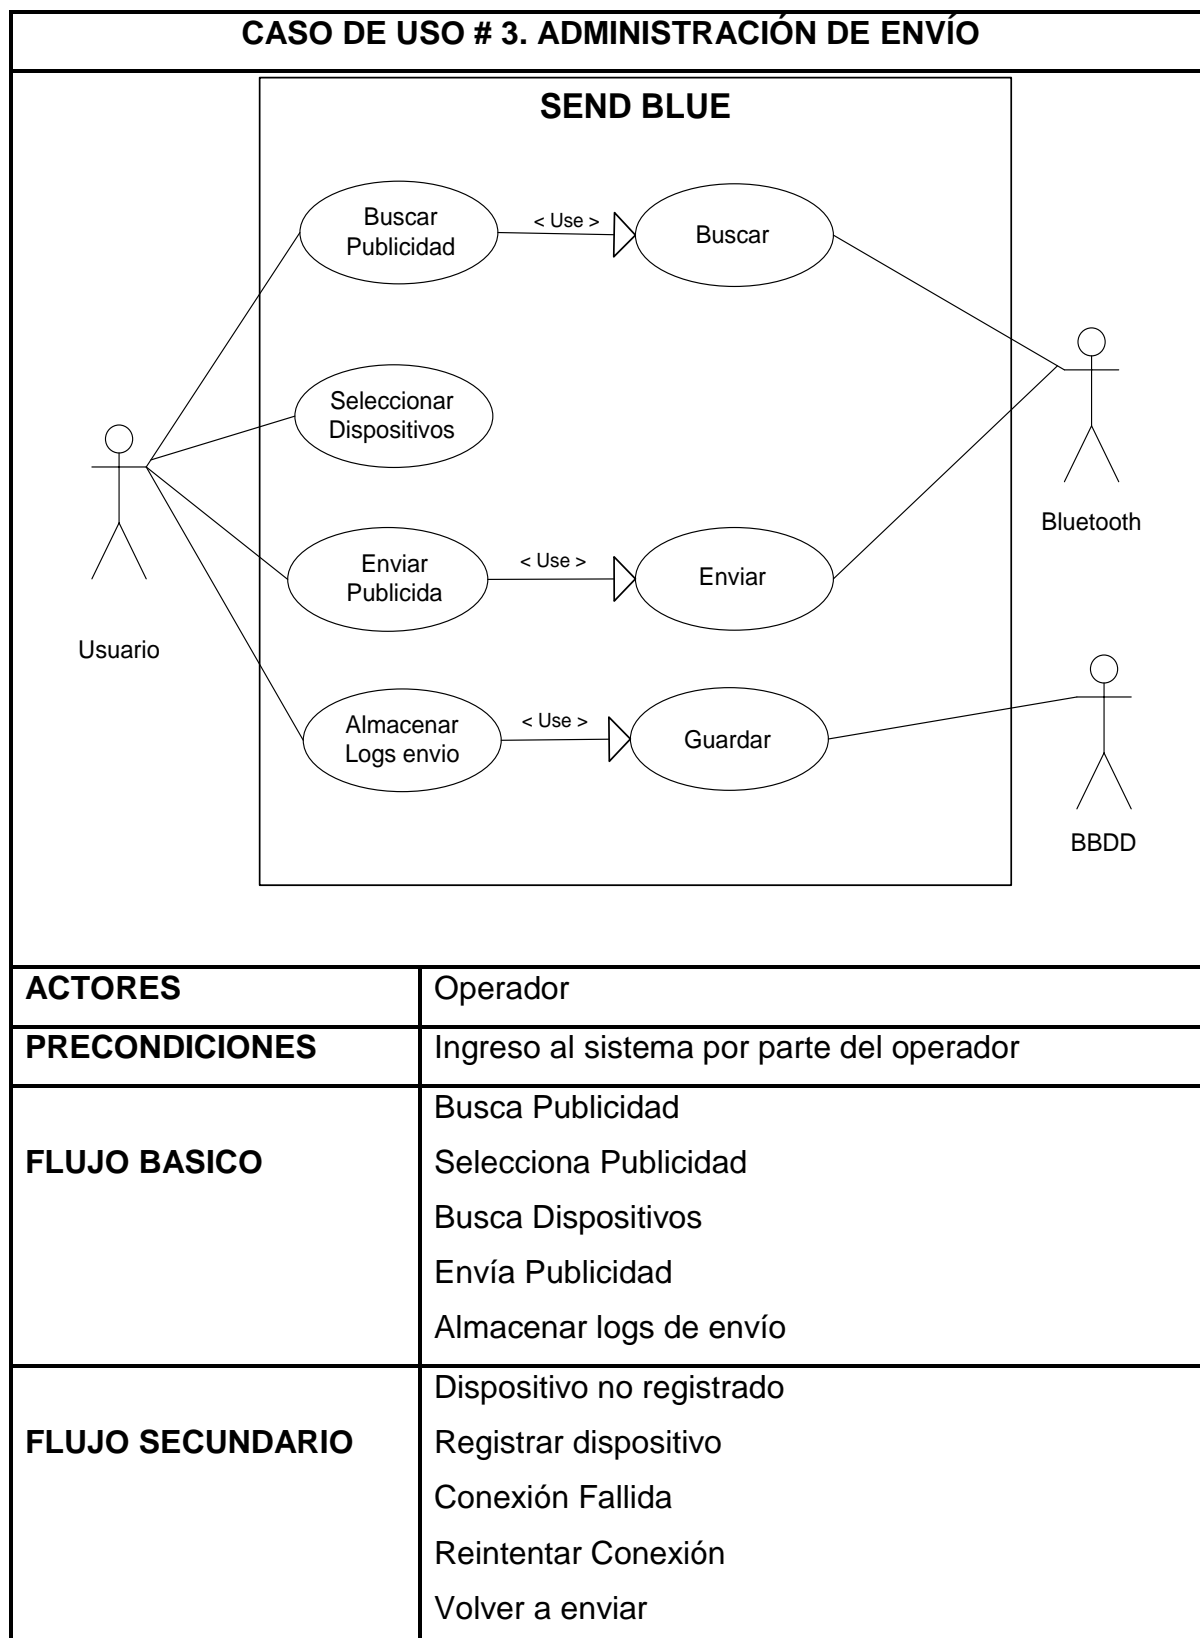 CASO DE USO # 3. ADMINISTRACIÓN DE ENVÍO
SEND BLUE
Buscar
Publicidad
< Use >
Buscar
Seleccionar
Dispositivos
Bluetooth
Enviar
Publicida
< Use >
Enviar
Usuario
Almacenar
Logs envio
< Use >
Guardar
BBDD
ACTORES
Operador
PRECONDICIONES
Ingreso al sistema por parte del operador
FLUJO BASICO
Busca Publicidad
Selecciona Publicidad
Busca Dispositivos
Envía Publicidad
Almacenar logs de envío
FLUJO SECUNDARIO
Dispositivo no registrado
Registrar dispositivo
Conexión Fallida
Reintentar Conexión
Volver a enviar